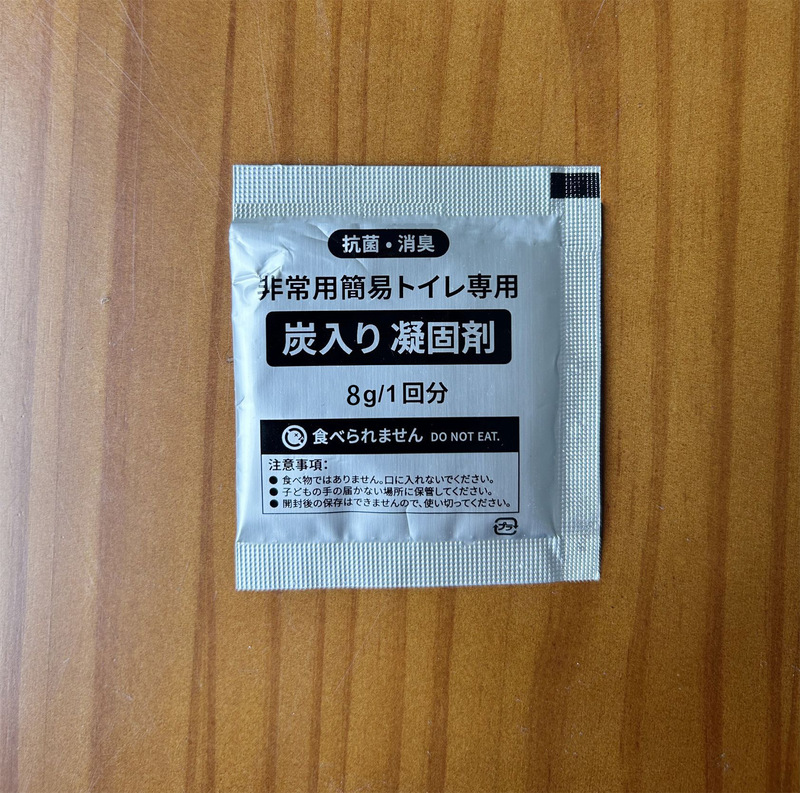 抗菌・消臭
非常用簡易トイレ専用
炭入り 凝固剤
8g/1回分
食べられません DO NOT EAT.
注意事項：
● 食べ物ではありません。口に入れないでください。
● 子どもの手の届かない場所に保管してください。
● 開封後の保存はできませんので、使い切ってください。
プラ